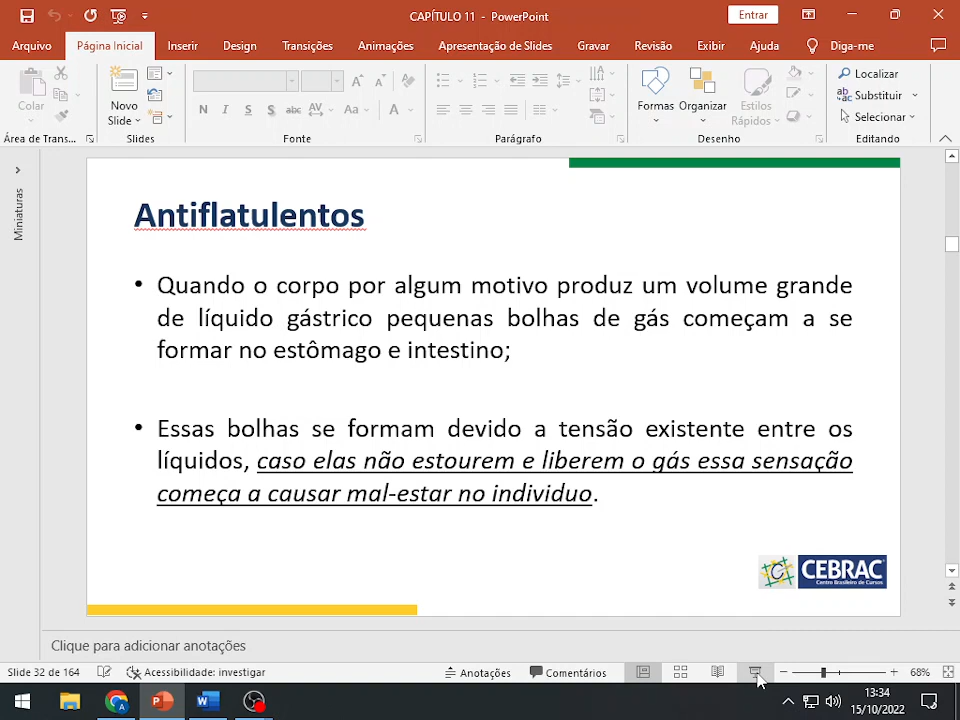 CAPÍTULO 11 - PowerPoint
Entrar
Arquivo
Página Inicial
Inserir
Design
Transições
Animações
Apresentação de Slides
Gravar
Revisão
Exibir
Ajuda
Diga-me
Colar
Novo
Slide
N I S S abc AV Aa A
Formas
Organizar
Estilos
Rápidos
Localizar
Substituir
Selecionar
Área de Trans...
Slides
Fonte
Parágrafo
Desenho
Editando
Miniaturas
Antiflatulentos
• Quando o corpo por algum motivo produz um volume grande
de líquido gástrico pequenas bolhas de gás começam a se
formar no estômago e intestino;
• Essas bolhas se formam devido a tensão existente entre os
líquidos, caso elas não estourem e liberem o gás essa sensação
começa a causar mal-estar no individuo.
CEBRAC
Centro Brasileiro de Cursos
Clique para adicionar anotações
Slide 32 de 164
Acessibilidade: investigar
Anotações
Comentários
68%
13:34
15/10/2022